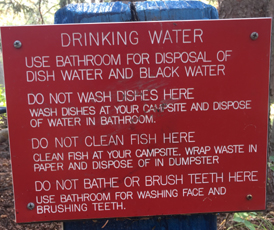 DRINKING WATER
USE BATHROOM FOR DISPOSAL OF
DISH WATER AND BLACK WATER
DO NOT WASH DISHES HERE
WASH DISHES AT YOUR CAMPSITE AND DISPOSE
OF WATER IN BATHROOM.
DO NOT CLEAN FISH HERE
CLEAN FISH AT YOUR CAMPSITE, WRAP WASTE IN
PAPER AND DISPOSE OF IN DUMPSTER
DO NOT BATHE OR BRUSH TEETH HERE
USE BATHROOM FOR WASHING FACE AND
BRUSHING TEETH.